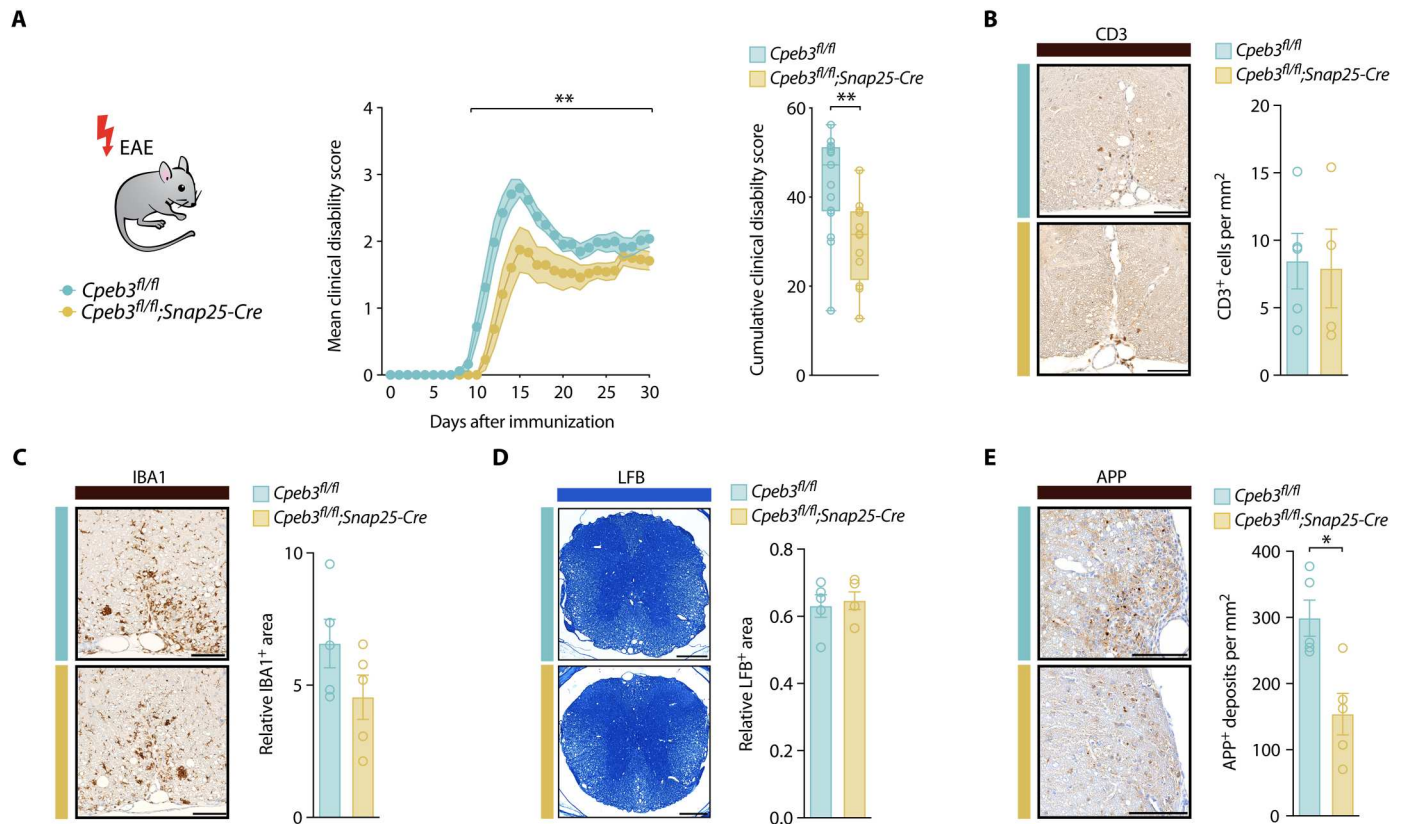 A
EAE
Cpeb3fl/fl
Cpeb3fl/fl;Snap25-Cre
Mean clinical disability score
4
3
2
1
0
**
0 5 10 15 20 25 30
Days after immunization
Cpeb3fl/fl
Cpeb3fl/fl;Snap25-Cre
**
Cumulative clinical disability score
60
40
20
0
B
CD3
Cpeb3fl/fl
Cpeb3fl/fl;Snap25-Cre
CD3+ cells per mm2
20
15
10
5
0
C
IBA1
Cpeb3fl/fl
Cpeb3fl/fl;Snap25-Cre
Relative IBA1+ area
10
5
0
D
LFB
Cpeb3fl/fl
Cpeb3fl/fl;Snap25-Cre
Relative LFB+ area
0.8
0.6
0.4
0.2
0.0
E
APP
Cpeb3fl/fl
Cpeb3fl/fl;Snap25-Cre
*
APP+ deposits per mm2
400
300
200
100
0